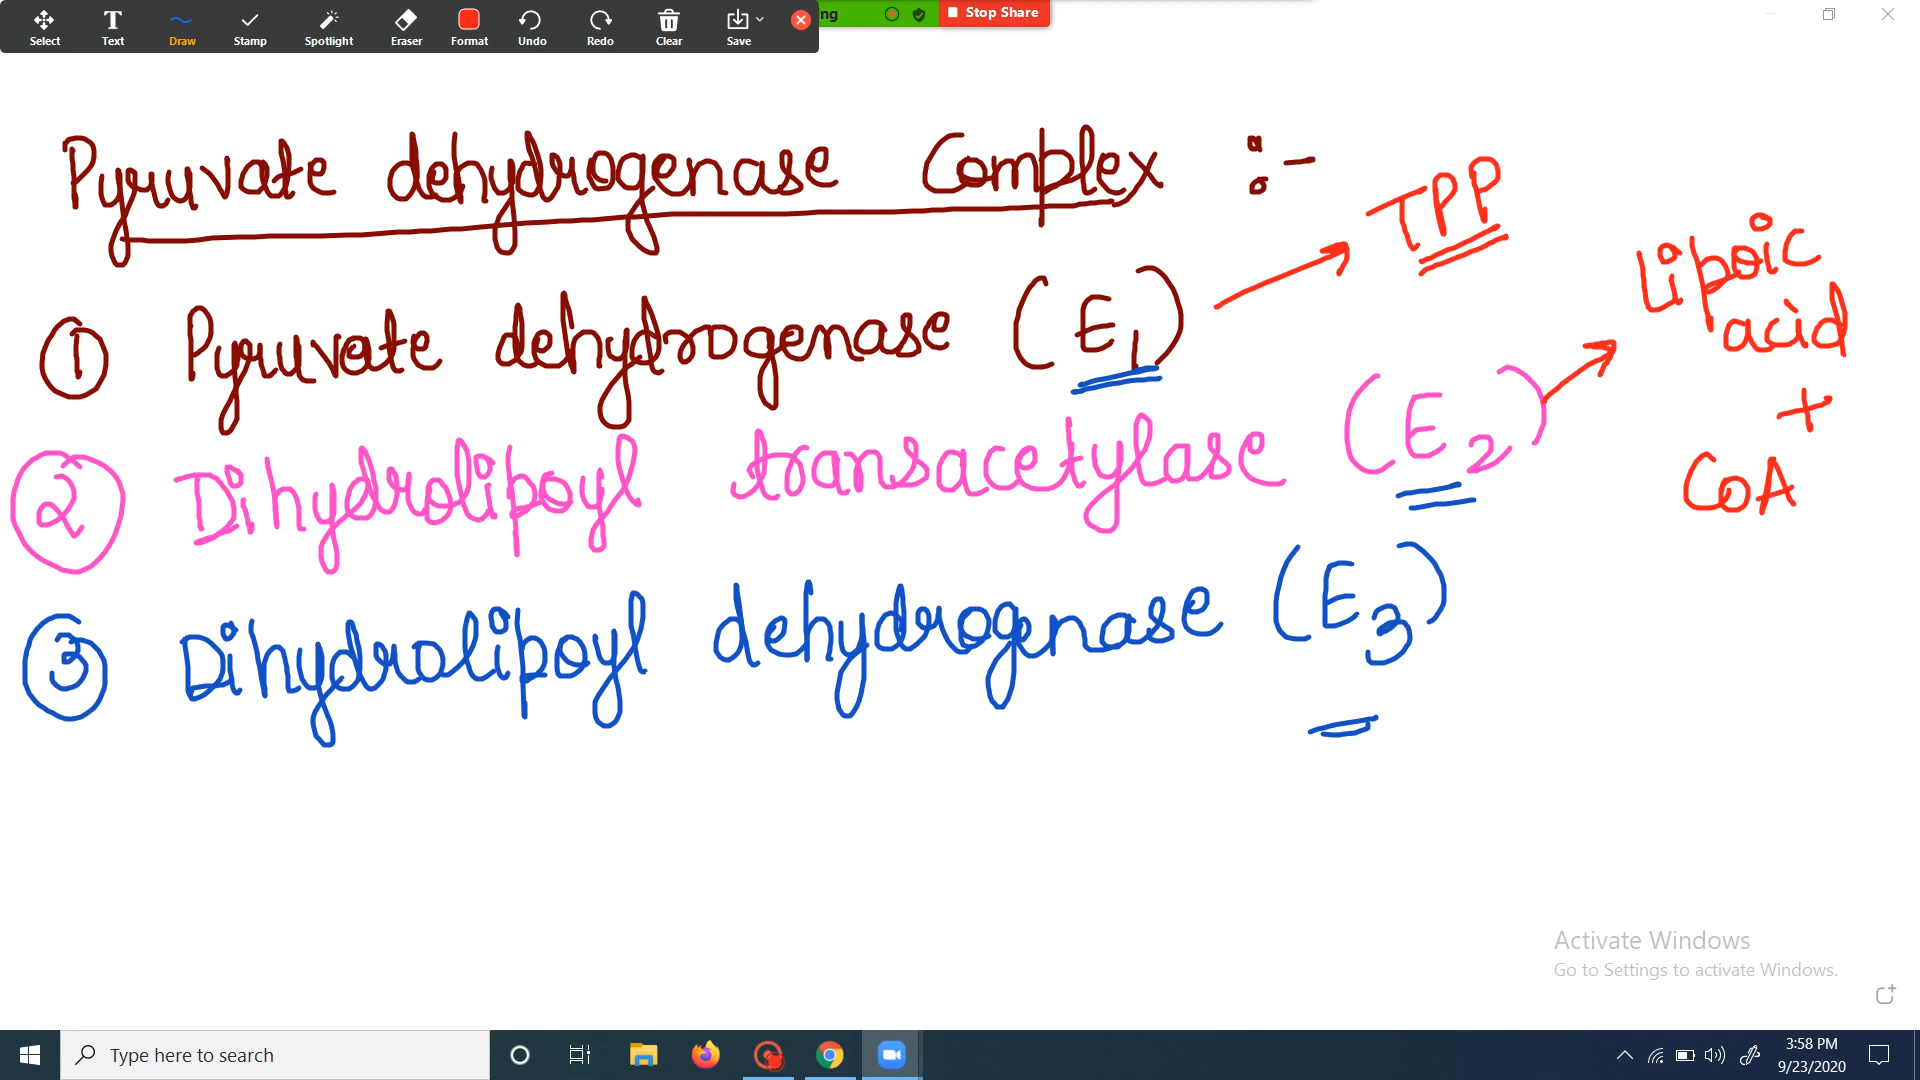 Select Text Draw Stamp Spotlight Eraser Format Undo Redo Clear Save
ng Stop Share
Pyruvate dehydrogenase Complex :-
TPP
① Pyruvate dehydrogenase (E1)
Lipoic
acid
+
CoA
② Dihydrolipoyl transacetylase (E2)
③ Dihydrolipoyl dehydrogenase (E3)
Activate Windows
Go to Settings to activate Windows.
Type here to search
3:58 PM
9/23/2020